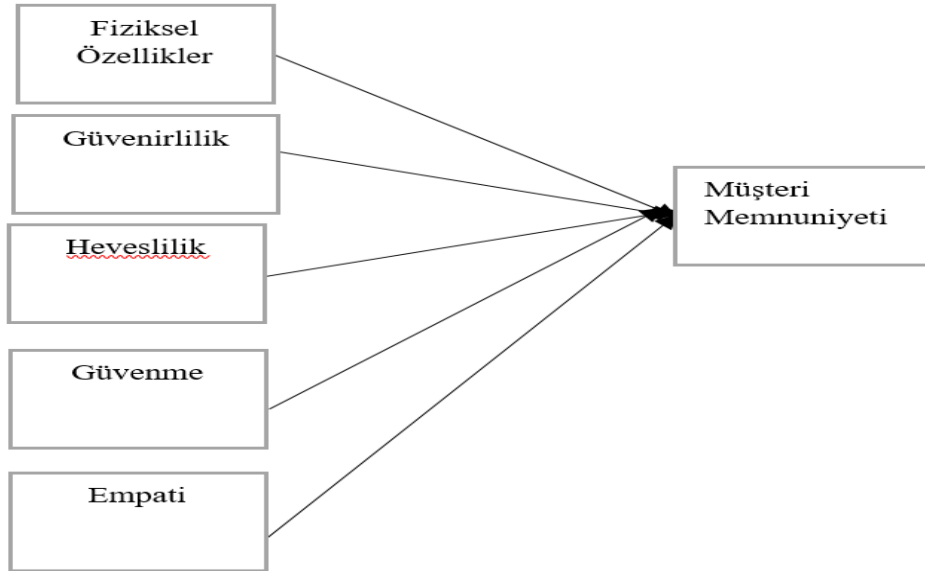 Fiziksel
Özellikler
Güvenirlilik
Heveslilik
Güvenme
Empati
Müşteri
Memnuniyeti